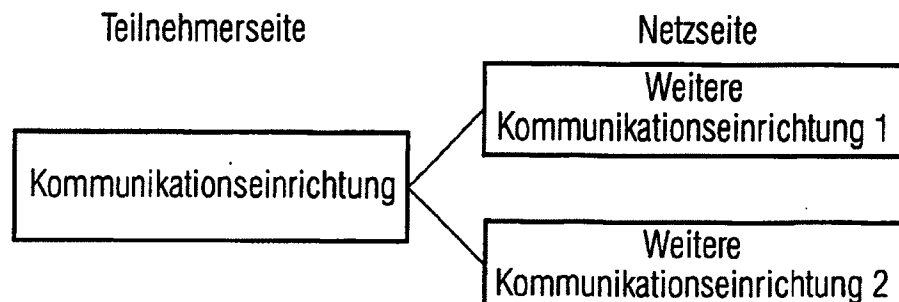 Teilnehmerseite
Netzseite
Weitere
Kommunikationseinrichtung 1
Kommunikationseinrichtung
Weitere
Kommunikationseinrichtung 2